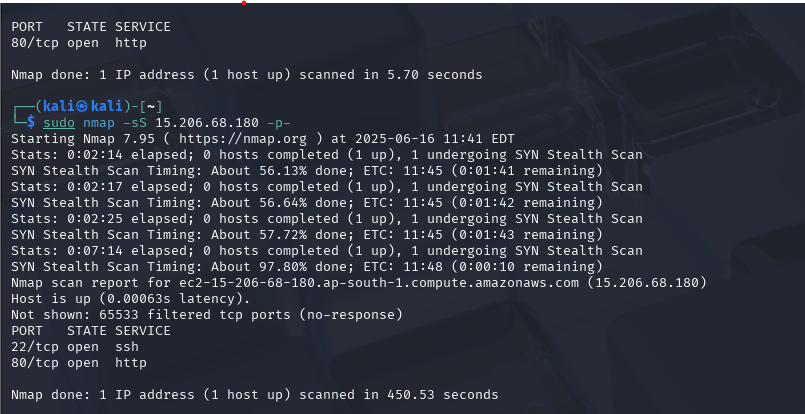 PORT   STATE SERVICE
80/tcp open  http
Nmap done: 1 IP address (1 host up) scanned in 5.70 seconds
┌──(kali㉿kali)-[~]
└─$ sudo nmap -sS 15.206.68.180 -p-
Starting Nmap 7.95 ( https://nmap.org ) at 2025-06-16 11:41 EDT
Stats: 0:02:14 elapsed; 0 hosts completed (1 up), 1 undergoing SYN Stealth Scan
SYN Stealth Scan Timing: About 56.13% done; ETC: 11:45 (0:01:41 remaining)
Stats: 0:02:17 elapsed; 0 hosts completed (1 up), 1 undergoing SYN Stealth Scan
SYN Stealth Scan Timing: About 56.64% done; ETC: 11:45 (0:01:42 remaining)
Stats: 0:02:25 elapsed; 0 hosts completed (1 up), 1 undergoing SYN Stealth Scan
SYN Stealth Scan Timing: About 57.72% done; ETC: 11:45 (0:01:43 remaining)
Stats: 0:07:14 elapsed; 0 hosts completed (1 up), 1 undergoing SYN Stealth Scan
SYN Stealth Scan Timing: About 97.80% done; ETC: 11:48 (0:00:10 remaining)
Nmap scan report for ec2-15-206-68-180.ap-south-1.compute.amazonaws.com (15.206.68.180)
Host is up (0.00063s latency).
Not shown: 65533 filtered tcp ports (no-response)
PORT   STATE SERVICE
22/tcp open  ssh
80/tcp open  http
Nmap done: 1 IP address (1 host up) scanned in 450.53 seconds